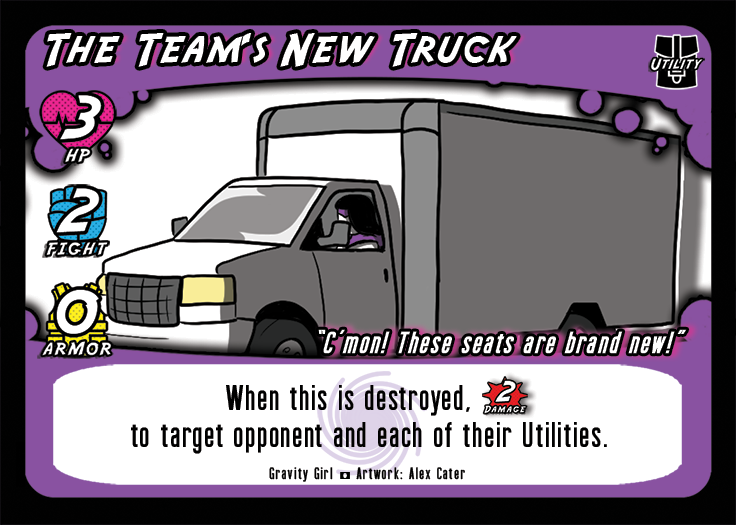 The Team's New Truck
Utility
3
HP
2
Fight
0
Armor
"C'mon! These seats are brand new!"
When this is destroyed, 2 Damage
to target opponent and each of their Utilities.
Gravity Girl Artwork: Alex Cater